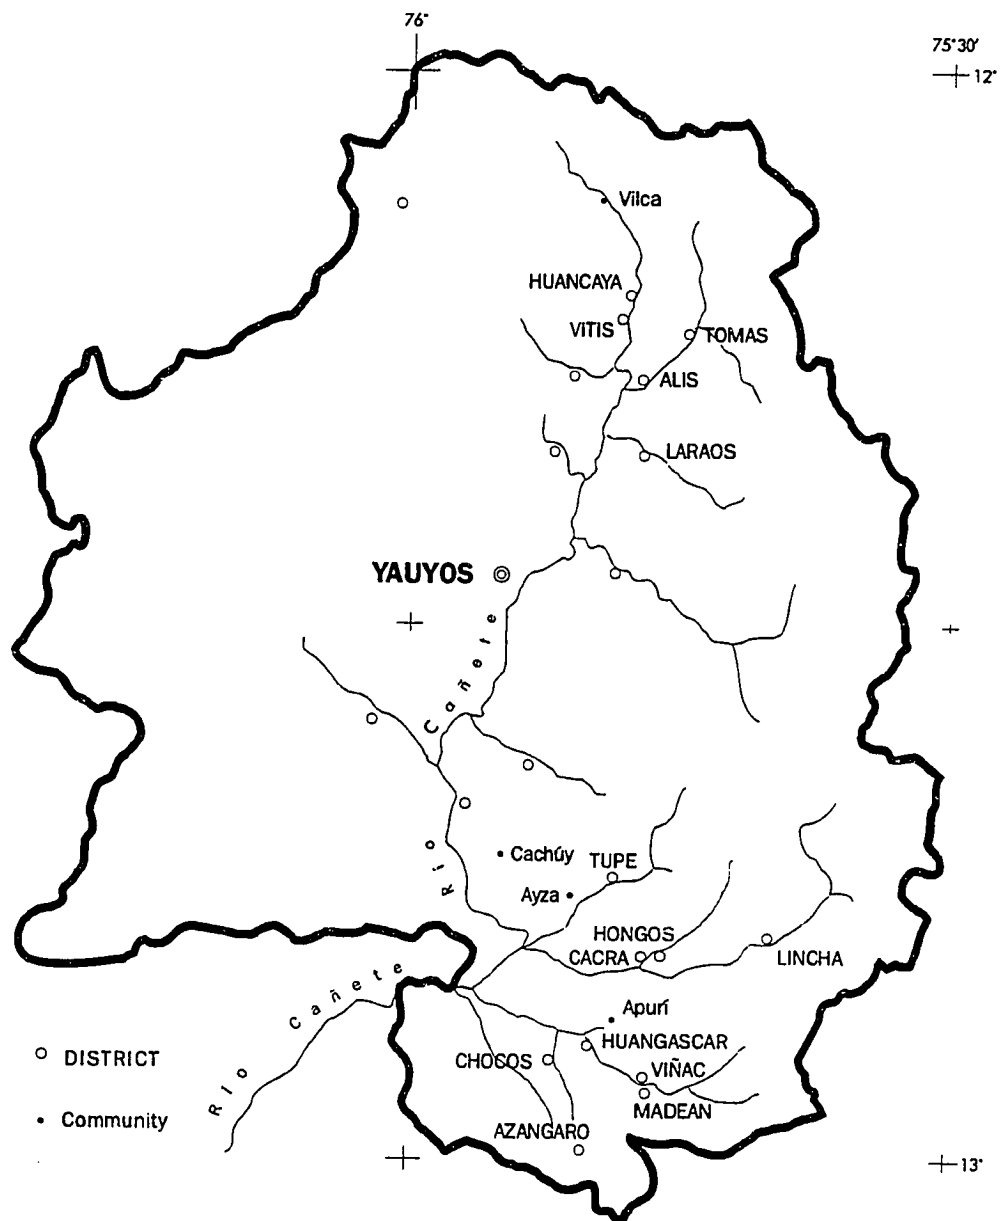 76°
75°30′
12°
Vilca
HUANCAYA
VITIS
TOMAS
ALIS
LARAOS
YAUYOS
Río Cañete
Cachúy
TUPE
Ayza
HONGOS
CACRA
LINCHA
Río Cañete
Apurí
HUANGASCAR
CHOCOS
VIÑAC
MADEAN
AZANGARO
DISTRICT
Community
13°